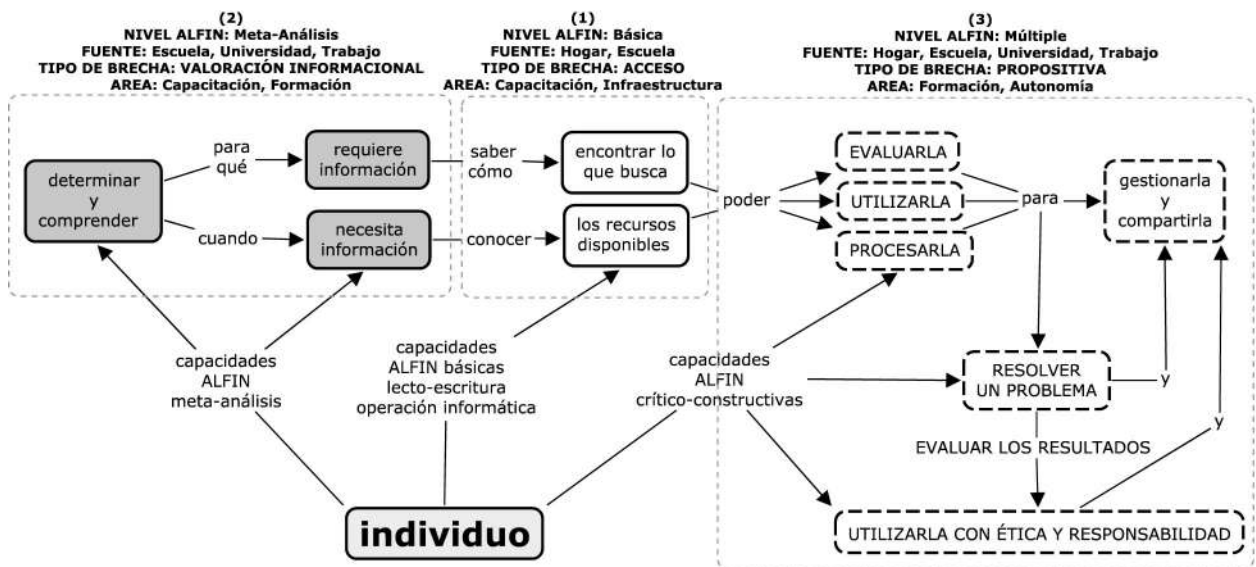 (2)
NIVEL ALFIN: Meta-Análisis
FUENTE: Escuela, Universidad, Trabajo
TIPO DE BRECHA: VALORACIÓN INFORMACIONAL
AREA: Capacitación, Formación
(1)
NIVEL ALFIN: Básica
FUENTE: Hogar, Escuela
TIPO DE BRECHA: ACCESO
AREA: Capacitación, Infraestructura
(3)
NIVEL ALFIN: Múltiple
FUENTE: Hogar, Escuela, Universidad, Trabajo
TIPO DE BRECHA: PROPOSITIVA
AREA: Formación, Autonomía
determinar
y
comprender
para
qué
cuando
requiere
información
necesita
información
saber
cómo
conocer
encontrar lo
que busca
los recursos
disponibles
poder
EVALUARLA
UTILIZARLA
PROCESARLA
para
gestionarla
y
compartirla
capacidades
ALFIN
meta-análisis
capacidades
ALFIN básicas
lecto-escritura
operación informática
capacidades
ALFIN
crítico-constructivas
RESOLVER
UN PROBLEMA
y
y
EVALUAR LOS RESULTADOS
UTILIZARLA CON ÉTICA Y RESPONSABILIDAD
individuo